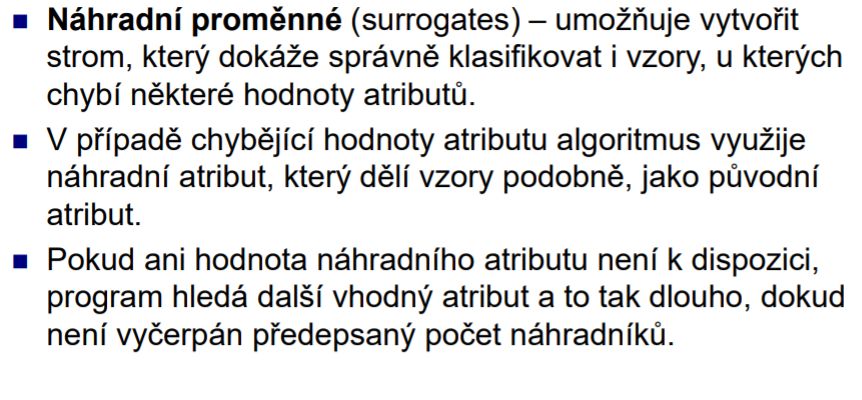 ■ Náhradní proměnné (surrogates) – umožňuje vytvořit
strom, který dokáže správně klasifikovat i vzory, u kterých
chybí některé hodnoty atributů.
■ V případě chybějící hodnoty atributu algoritmus využije
náhradní atribut, který dělí vzory podobně, jako původní
atribut.
■ Pokud ani hodnota náhradního atributu není k dispozici,
program hledá další vhodný atribut a to tak dlouho, dokud
není vyčerpán předepsaný počet náhradníků.